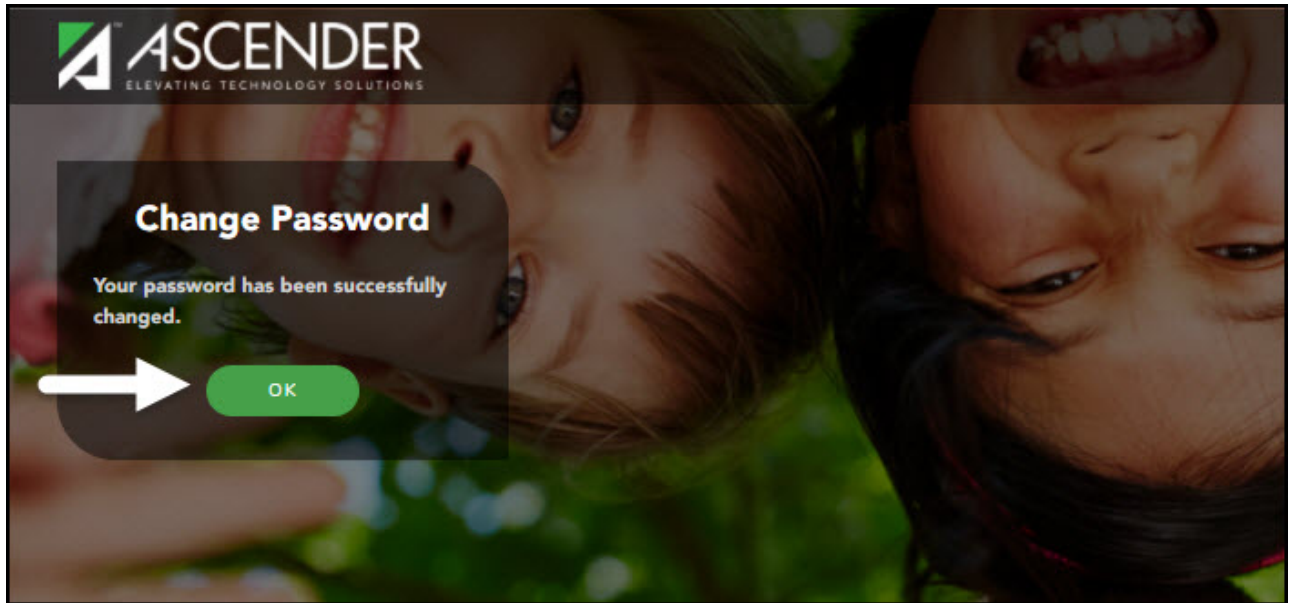 ASCENDER
ELEVATING TECHNOLOGY SOLUTIONS
Change Password
Your password has been successfully
changed.
OK